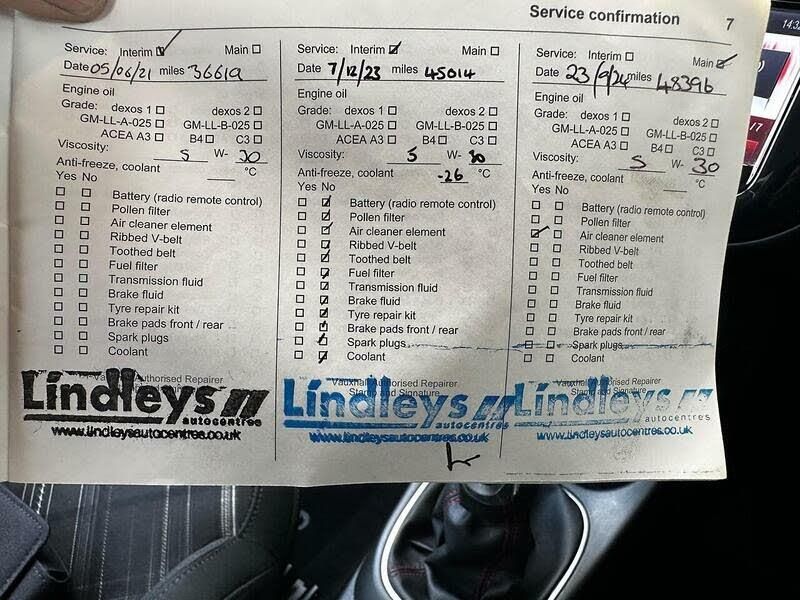 Service confirmation 7
Service: Interim Main
Date 05/06/21 miles 36619
Engine oil
Grade: dexos 1 dexos 2
GM-LL-A-025 GM-LL-B-025
ACEA A3 B4 C3
Viscosity: 5 W- 30
Anti-freeze, coolant °C
Yes No
Battery (radio remote control)
Pollen filter
Air cleaner element
Ribbed V-belt
Toothed belt
Fuel filter
Transmission fluid
Brake fluid
Tyre repair kit
Brake pads front / rear
Spark plugs
Coolant
Vauxhall Authorised Repairer
Lindleys
autocentres
www.lindleysautocentres.co.uk
Service: Interim Main
Date 7/12/23 miles 45014
Engine oil
Grade: dexos 1 dexos 2
GM-LL-A-025 GM-LL-B-025
ACEA A3 B4 C3
Viscosity: 5 W- 30
Anti-freeze, coolant -26 °C
Yes No
Battery (radio remote control)
Pollen filter
Air cleaner element
Ribbed V-belt
Toothed belt
Fuel filter
Transmission fluid
Brake fluid
Tyre repair kit
Brake pads front / rear
Spark plugs
Coolant
Vauxhall Authorised Repairer
Stamp and Signature
Lindleys
autocentres
www.lindleysautocentres.co.uk
Service: Interim Main
Date 23/9/24 miles 48396
Engine oil
Grade: dexos 1 dexos 2
GM-LL-A-025 GM-LL-B-025
ACEA A3 B4 C3
Viscosity: 5 W- 30
Anti-freeze, coolant °C
Yes No
Battery (radio remote control)
Pollen filter
Air cleaner element
Ribbed V-belt
Toothed belt
Fuel filter
Transmission fluid
Brake fluid
Tyre repair kit
Brake pads front / rear
Spark plugs
Coolant
Vauxhall Authorised Repairer
Stamp and Signature
Lindleys
autocentres
www.lindleysautocentres.co.uk